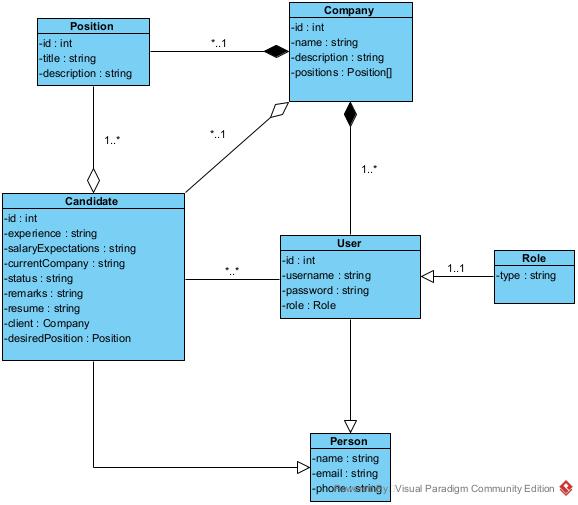 Position
-id : int
-title : string
-description : string
*..1
Company
-id : int
-name : string
-description : string
-positions : Position[]
1..*
*..1
1..*
Candidate
-id : int
-experience : string
-salaryExpectations : string
-currentCompany : string
-status : string
-remarks : string
-resume : string
-client : Company
-desiredPosition : Position
*..*
User
-id : int
-username : string
-password : string
-role : Role
1..1
Role
-type : string
Person
-name : string
-email : string
-phone : string
Powered By Visual Paradigm Community Edition